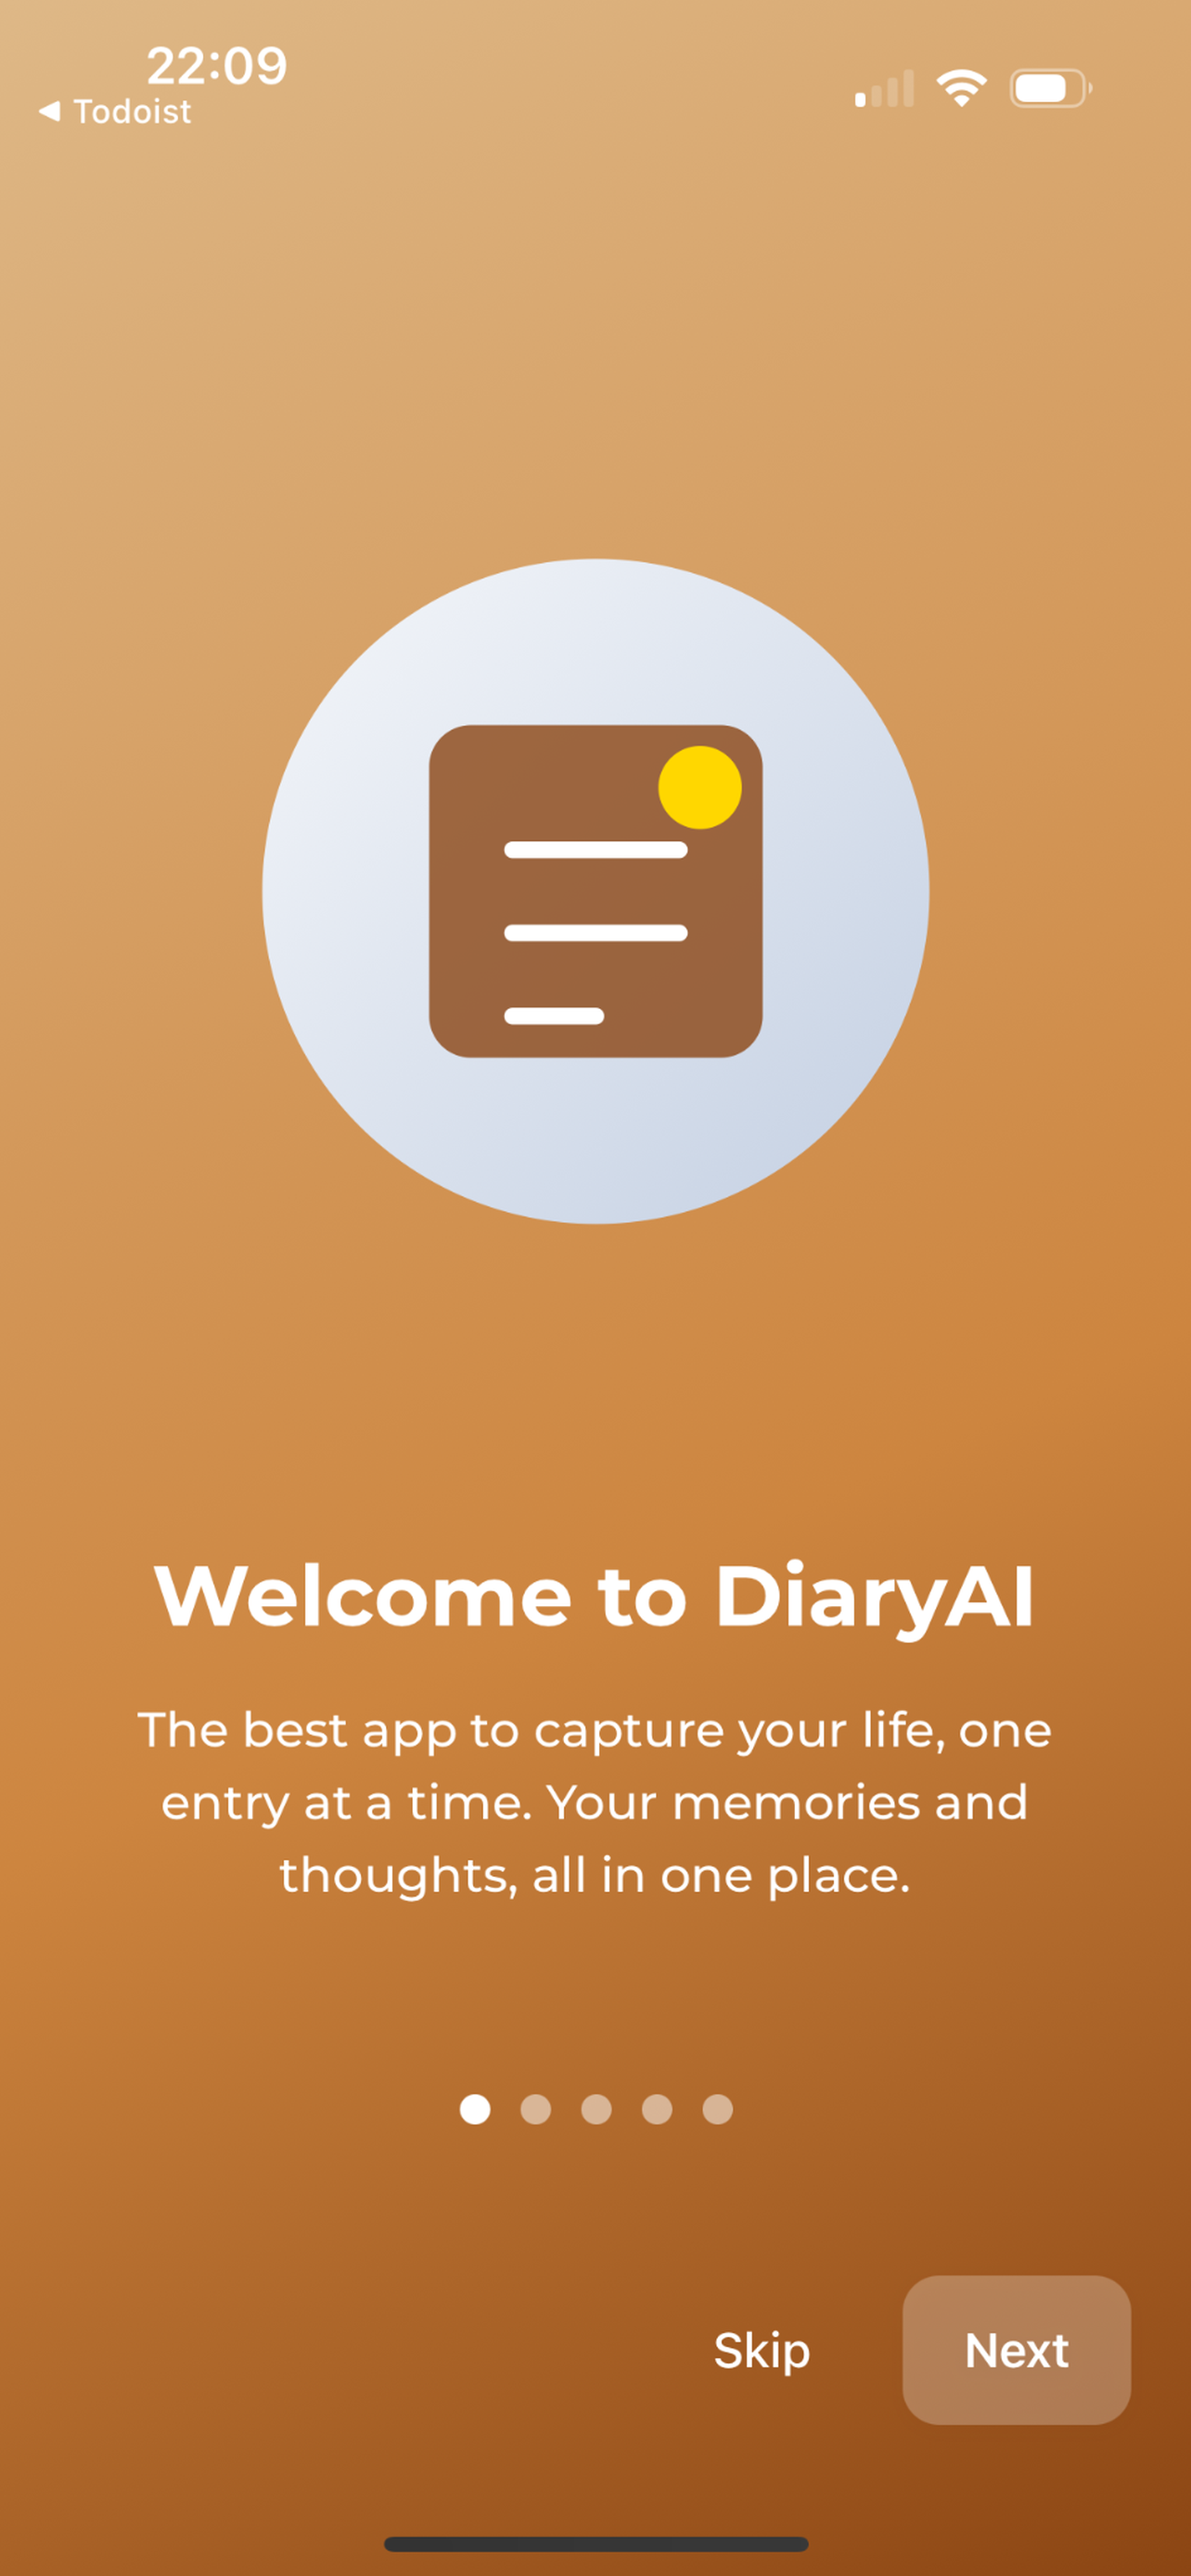 22:09
Todoist
Welcome to DiaryAI
The best app to capture your life, one
entry at a time. Your memories and
thoughts, all in one place.
Skip
Next